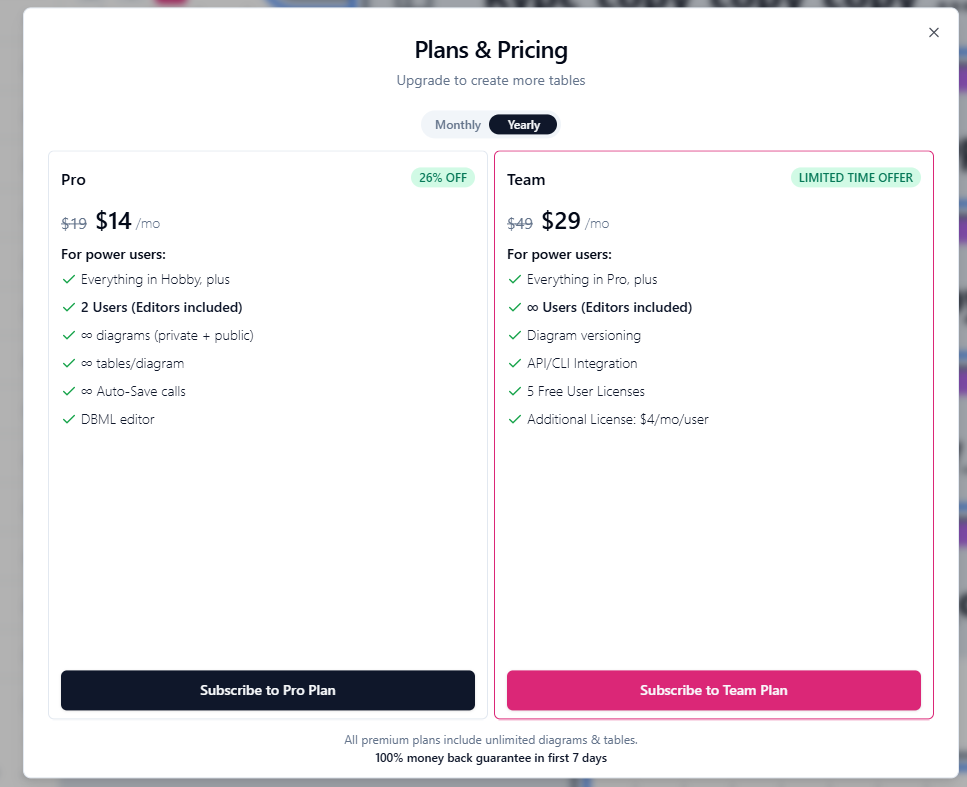 Plans & Pricing
Upgrade to create more tables
Monthly Yearly
Pro
26% OFF
$19 $14 /mo
For power users:
Everything in Hobby, plus
2 Users (Editors included)
∞ diagrams (private + public)
∞ tables/diagram
∞ Auto-Save calls
DBML editor
Subscribe to Pro Plan
Team
LIMITED TIME OFFER
$49 $29 /mo
For power users:
Everything in Pro, plus
∞ Users (Editors included)
Diagram versioning
API/CLI Integration
5 Free User Licenses
Additional License: $4/mo/user
Subscribe to Team Plan
All premium plans include unlimited diagrams & tables.
100% money back guarantee in first 7 days